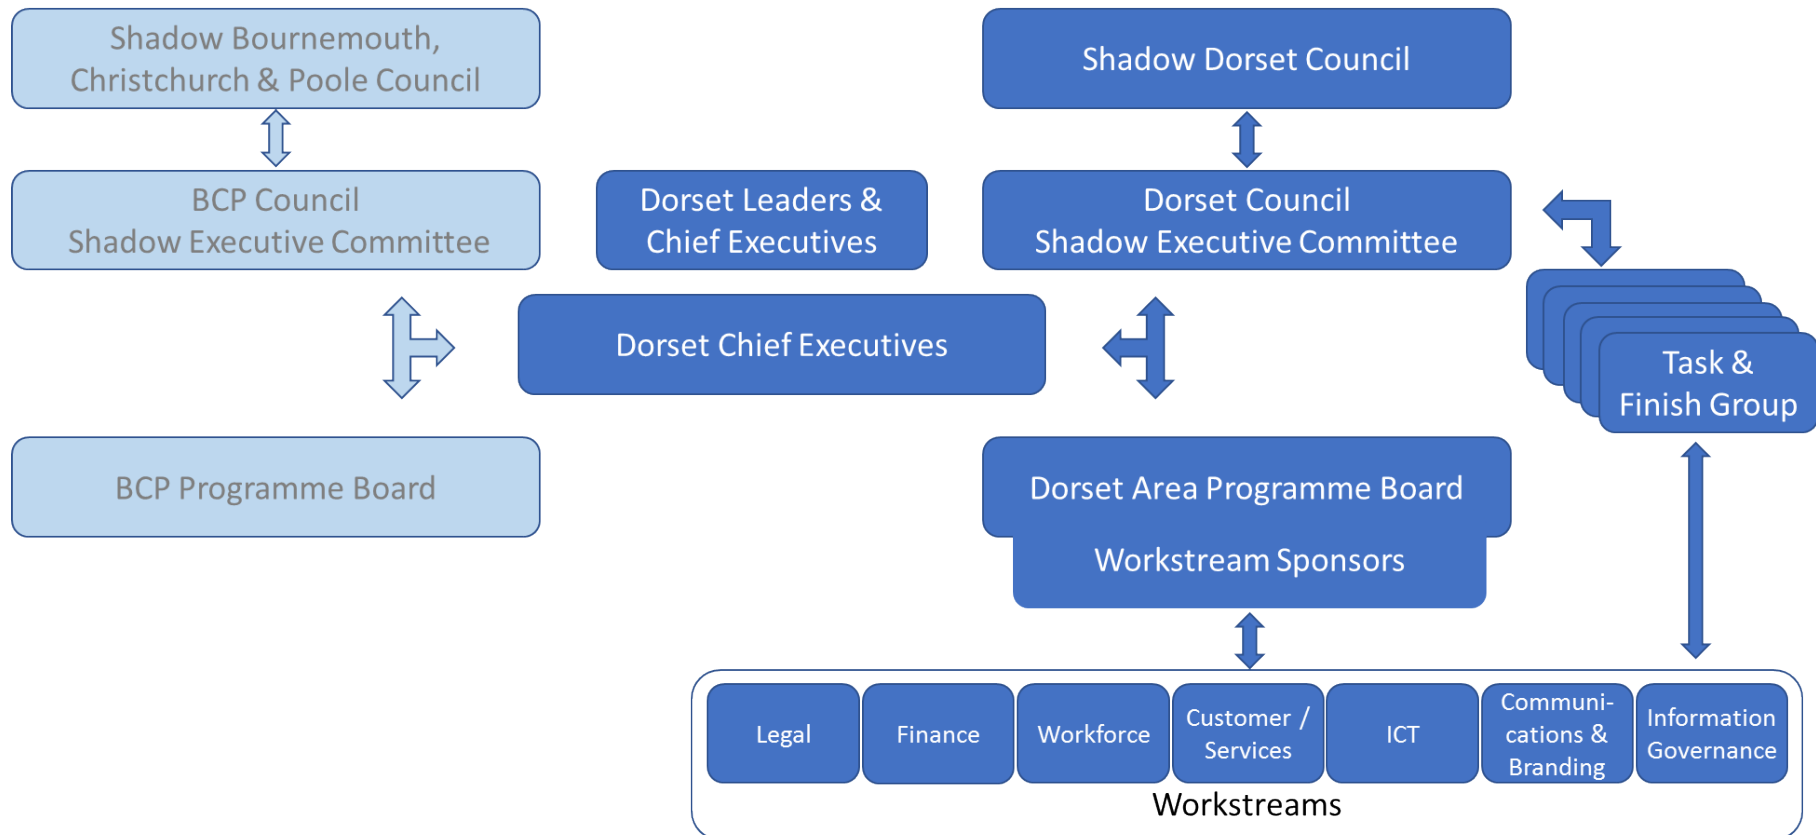 Shadow Bournemouth,
Christchurch & Poole Council
Shadow Dorset Council
BCP Council
Shadow Executive Committee
Dorset Leaders &
Chief Executives
Dorset Council
Shadow Executive Committee
Dorset Chief Executives
Task &
Finish Group
BCP Programme Board
Dorset Area Programme Board
Workstream Sponsors
Legal
Finance
Workforce
Customer /
Services
ICT
Communi-
cations &
Branding
Information
Governance
Workstreams